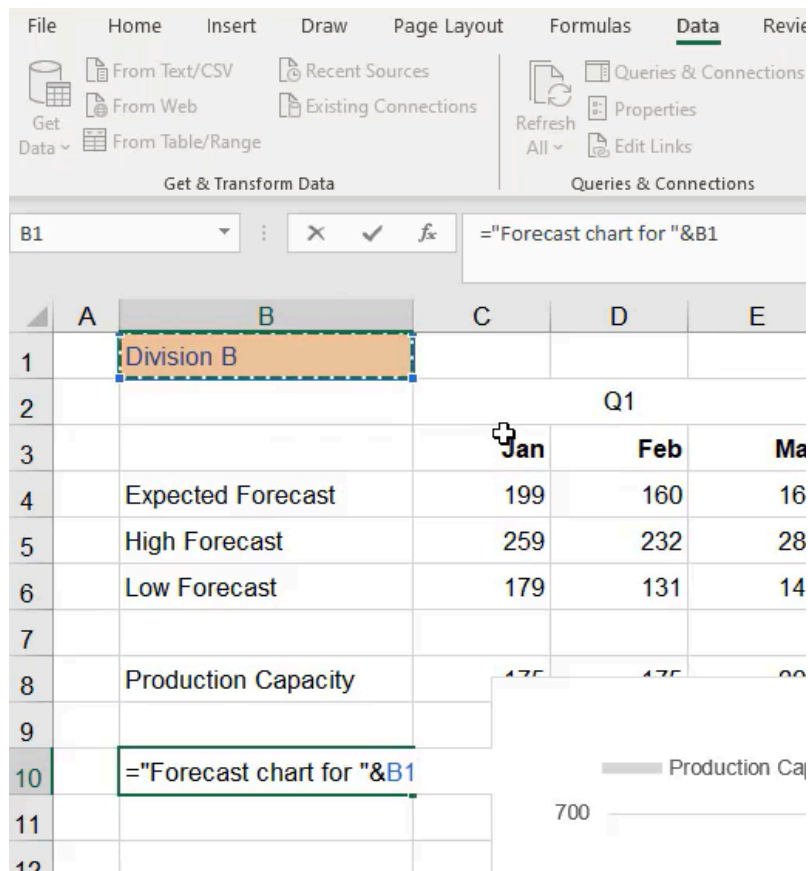 File Home Insert Draw Page Layout Formulas Data
From Text/CSV Recent Sources Queries & Connections
From Web Existing Connections Properties
Get Data From Table/Range Refresh All Edit Links
Get & Transform Data Queries & Connections
B1 fx ="Forecast chart for "&B1
A B C D E
1 Division B
2 Q1
3 Jan Feb
4 Expected Forecast 199 160
5 High Forecast 259 232
6 Low Forecast 179 131
7
8 Production Capacity
9
10 ="Forecast chart for "&B1
Production
11 700